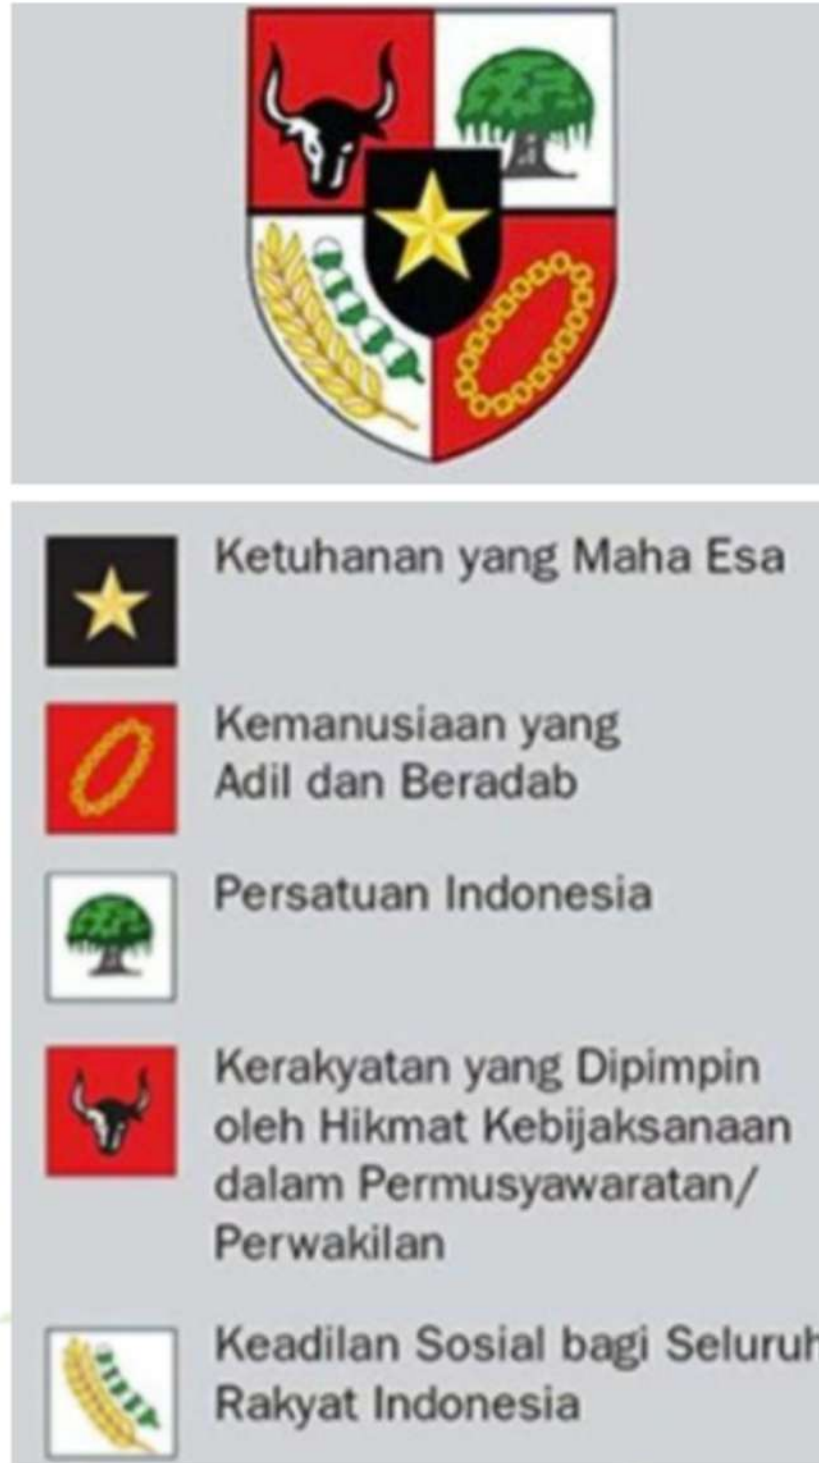 Ketuhanan yang Maha Esa
Kemanusiaan yang
Adil dan Beradab
Persatuan Indonesia
Kerakyatan yang Dipimpin
oleh Hikmat Kebijaksanaan
dalam Permusyawaratan/
Perwakilan
Keadilan Sosial bagi Seluruh
Rakyat Indonesia